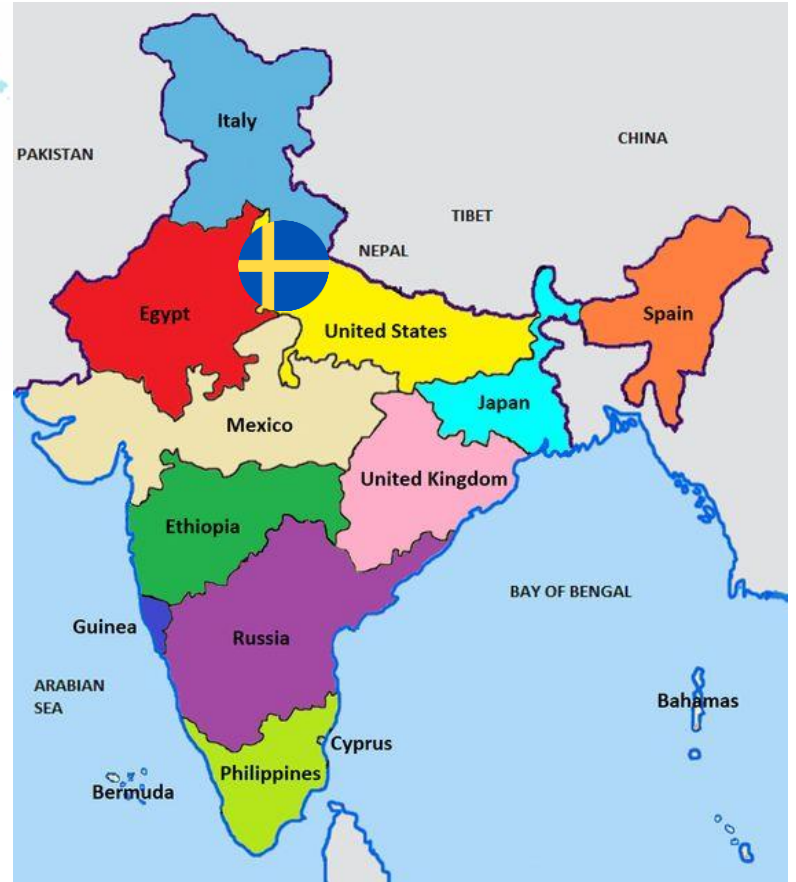 Italy
PAKISTAN
CHINA
TIBET
NEPAL
Egypt
United States
Spain
Japan
Mexico
United Kingdom
Ethiopia
BAY OF BENGAL
Guinea
Russia
ARABIAN
SEA
Bahamas
Cyprus
Philippines
Bermuda